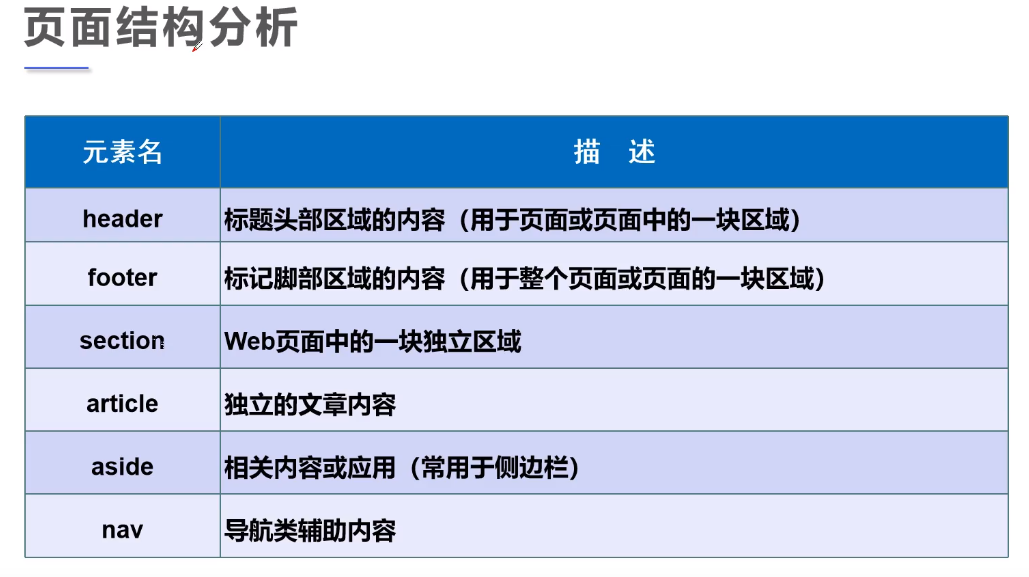 页面结构分析
元素名 描 述
header 标题头部区域的内容（用于页面或页面中的一块区域）
footer 标记脚部区域的内容（用于整个页面或页面的一块区域）
section Web页面中的一块独立区域
article 独立的文章内容
aside 相关内容或应用（常用于侧边栏）
nav 导航类辅助内容